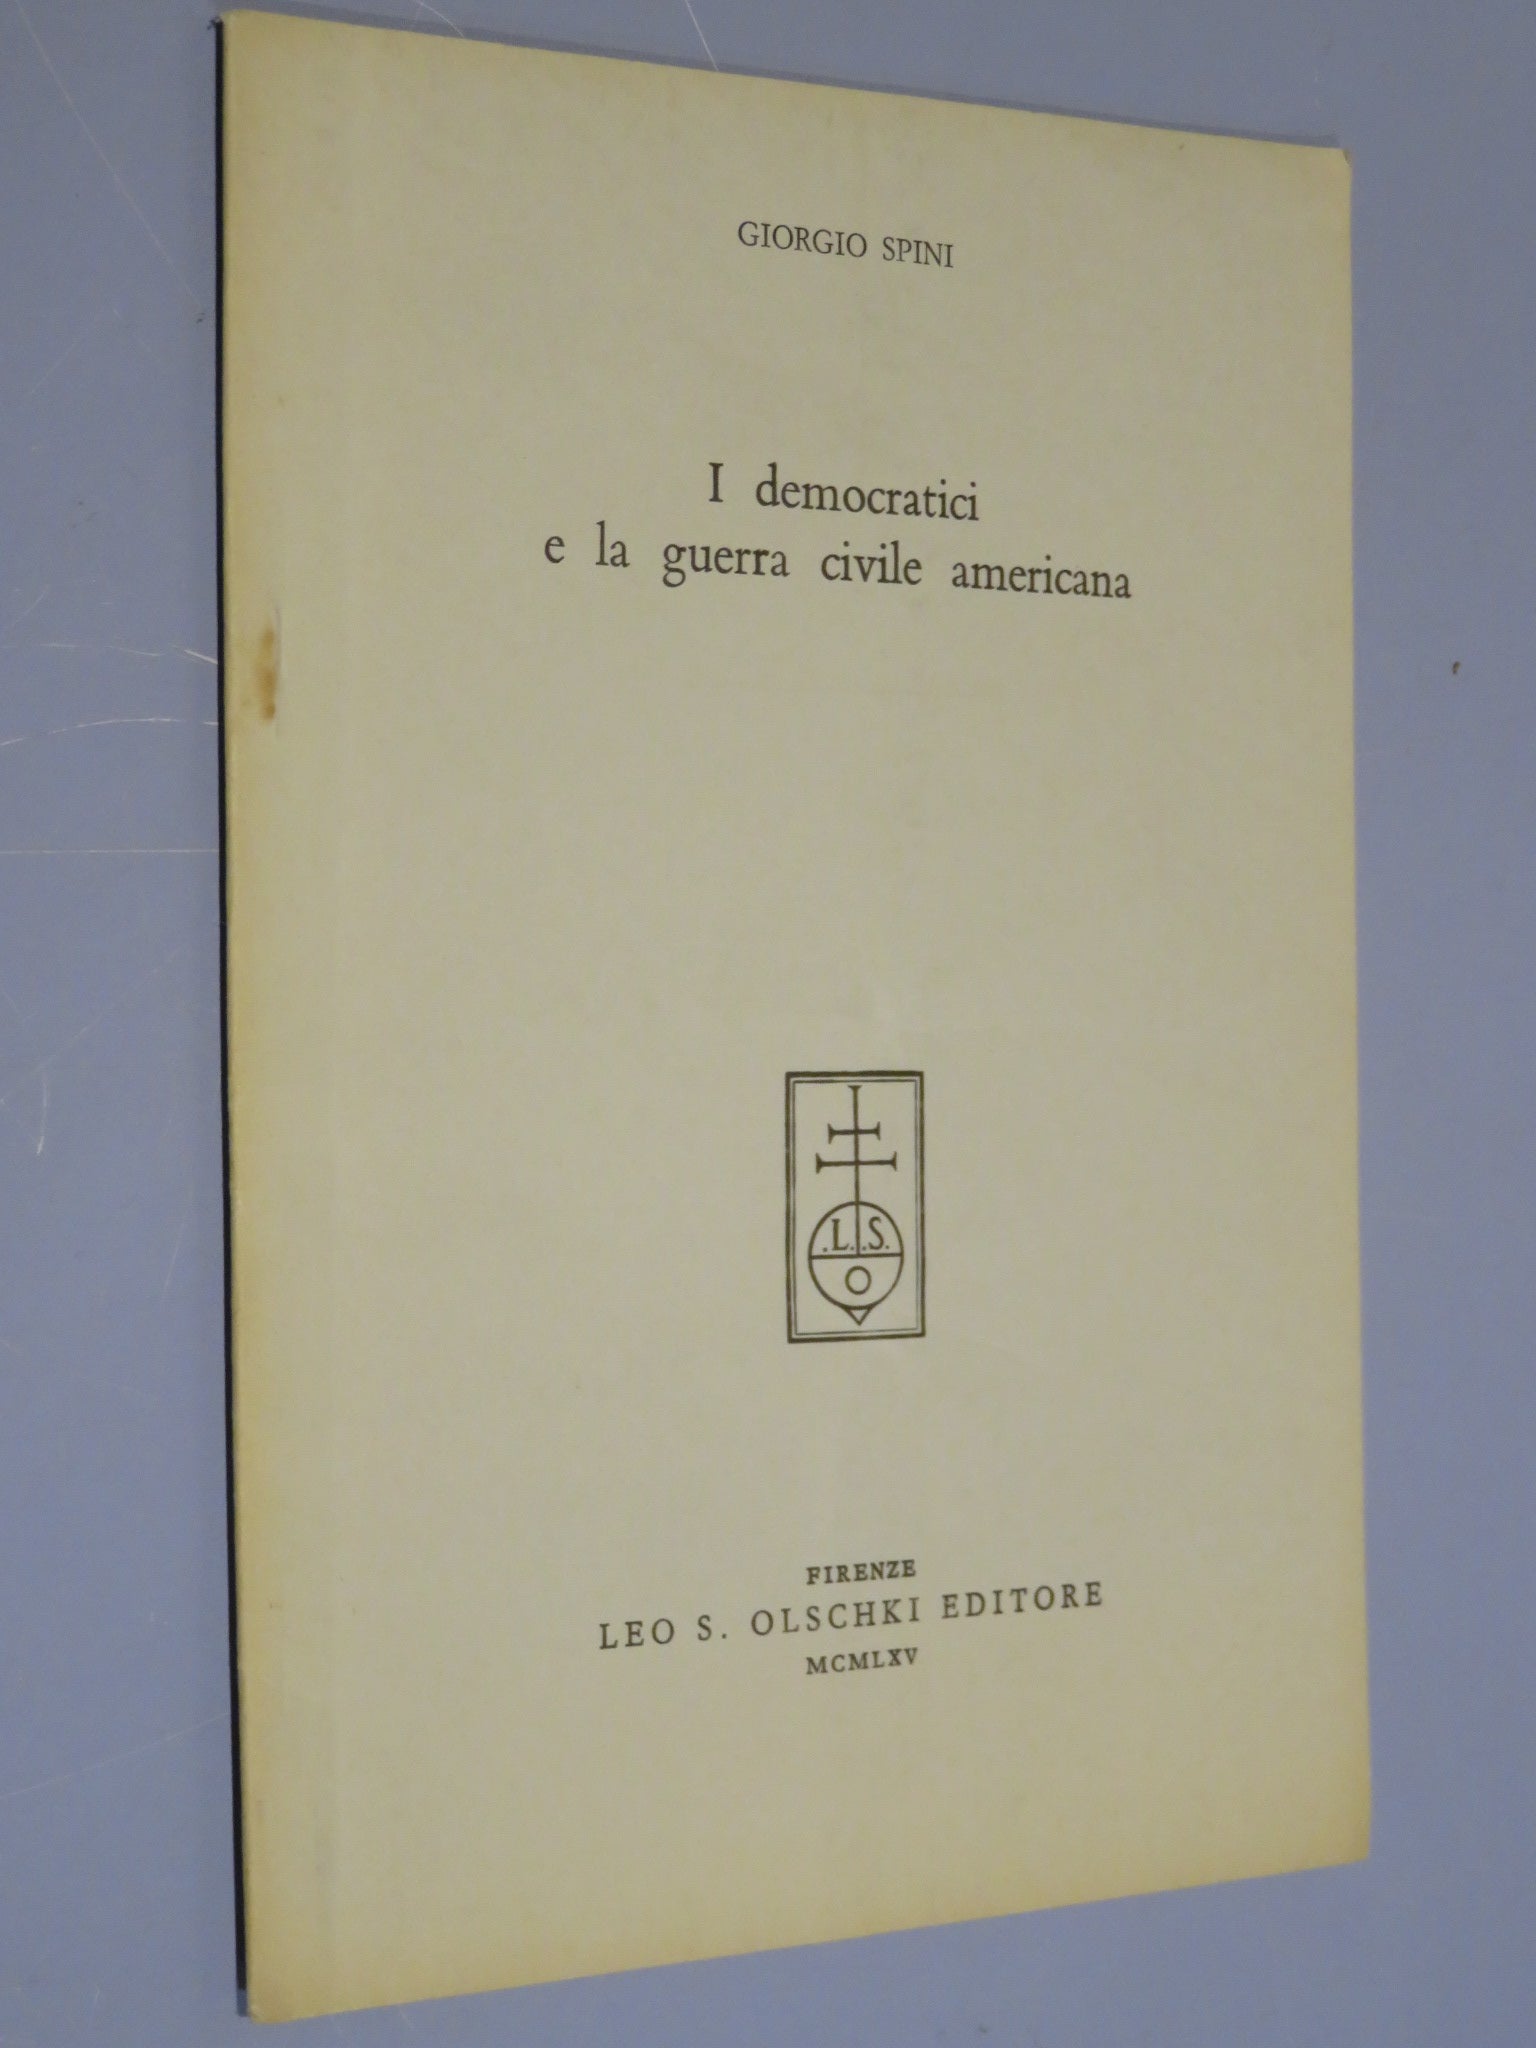 GIORGIO SPINI
I democratici
e la guerra civile americana
.L. .S.
O
FIRENZE
LEO S. OLSCHKI EDITORE
MCMLXV